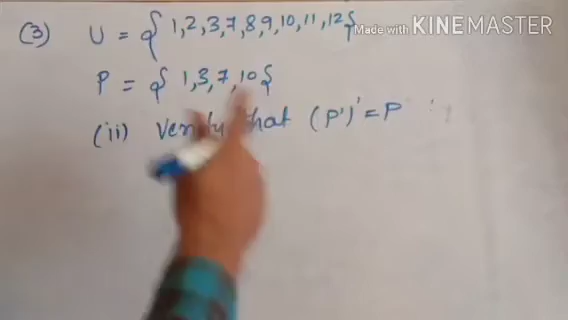 Made with KINEMASTER
(3) U = { 1,2,3,7,8,9,10,11,12}
P = { 1,3,7,10}
(ii) that (P')' = P